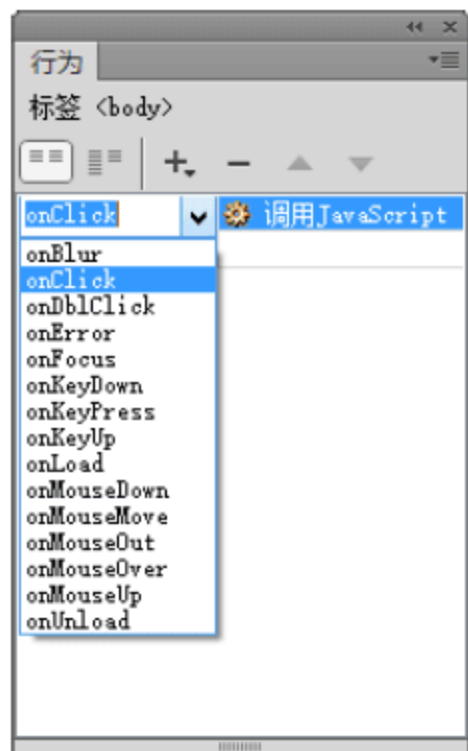 行为
标签 <body>
onClick 调用JavaScript
onBlur
onClick
onDblClick
onError
onFocus
onKeyDown
onKeyPress
onKeyUp
onLoad
onMouseDown
onMouseMove
onMouseOut
onMouseOver
onMouseUp
onUnload